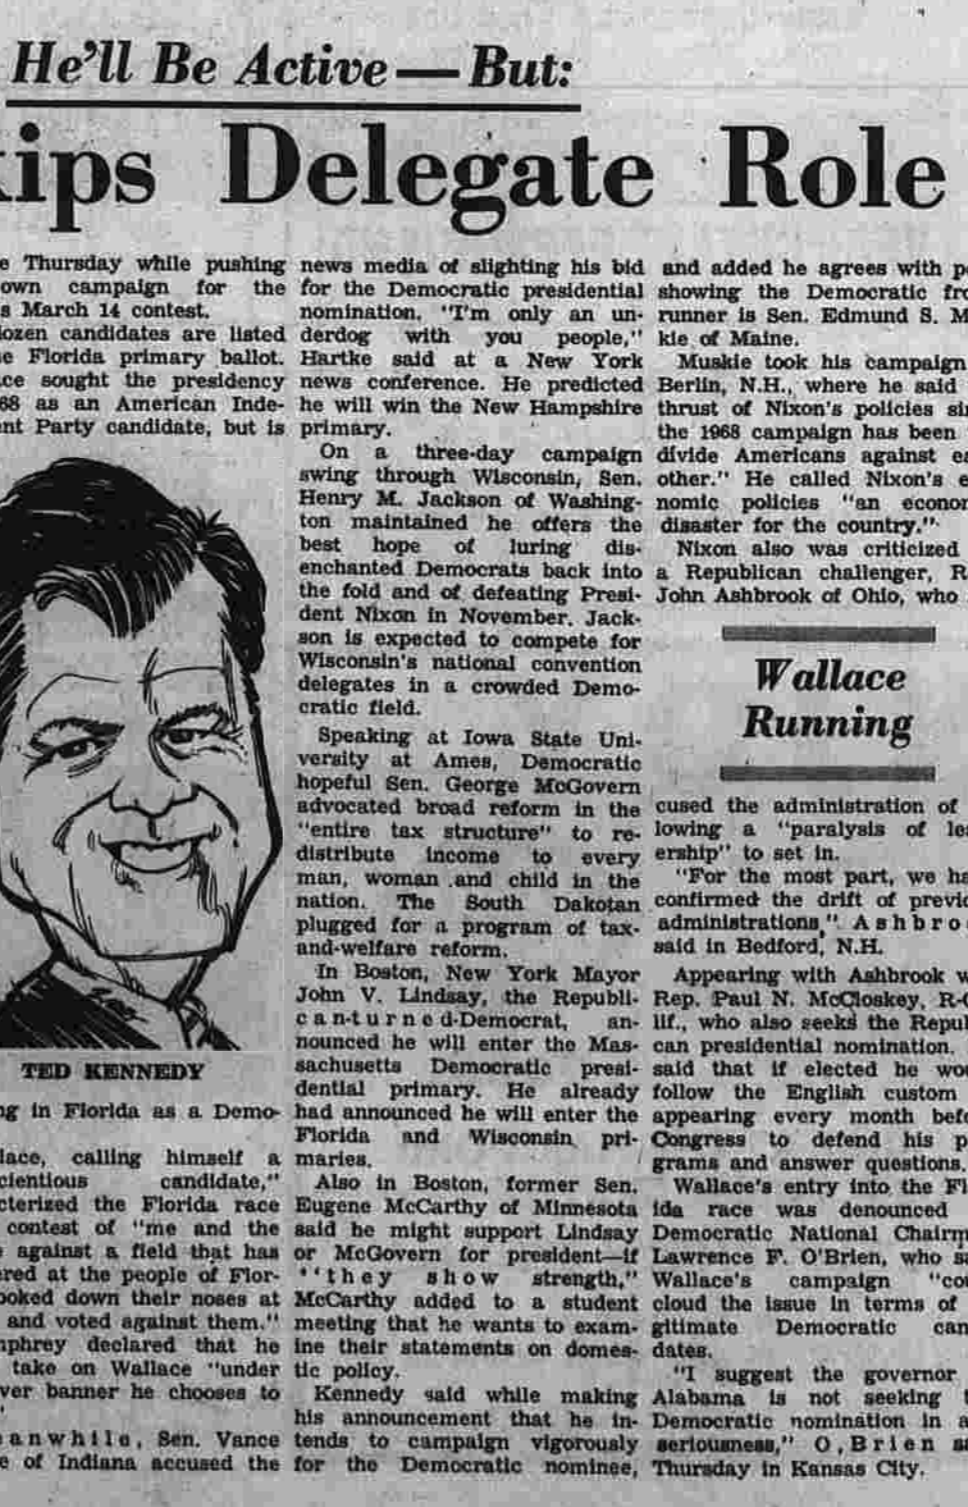 He'll Be Active — But:
ips Delegate Role
e Thursday while pushing
own campaign for the
s March 14 contest.
ozen candidates are listed
e Florida primary ballot.
ce sought the presidency
68 as an American Inde-
nt Party candidate, but is
TED KENNEDY
ng in Florida as a Demo-
lace, calling himself a
cientious candidate,"
cterized the Florida race
contest of "me and the
against a field that has
ered at the people of Flor-
ooked down their noses at
and voted against them."
nphrey declared that he
take on Wallace "under
ver banner he chooses to
"
eanwhile, Sen. Vance
e of Indiana accused the
news media of slighting his bid
for the Democratic presidential
nomination. "I'm only an un-
derdog with you people,"
Hartke said at a New York
news conference. He predicted
he will win the New Hampshire
primary.
On a three-day campaign
swing through Wisconsin, Sen.
Henry M. Jackson of Washing-
ton maintained he offers the
best hope of luring dis-
enchanted Democrats back into
the fold and of defeating Presi-
dent Nixon in November. Jack-
son is expected to compete for
Wisconsin's national convention
delegates in a crowded Demo-
cratic field.
Speaking at Iowa State Uni-
versity at Ames, Democratic
hopeful Sen. George McGovern
advocated broad reform in the
"entire tax structure" to re-
distribute income to every
man, woman and child in the
nation. The South Dakotan
plugged for a program of tax-
and-welfare reform.
In Boston, New York Mayor
John V. Lindsay, the Republi-
can-turned-Democrat, an-
nounced he will enter the Mas-
sachusetts Democratic presi-
dential primary. He already
had announced he will enter the
Florida and Wisconsin pri-
maries.
Also in Boston, former Sen.
Eugene McCarthy of Minnesota
said he might support Lindsay
or McGovern for president—if
"they show strength,"
McCarthy added to a student
meeting that he wants to exam-
ine their statements on domes-
tic policy.
Kennedy said while making
his announcement that he in-
tends to campaign vigorously
for the Democratic nominee,
and added he agrees with p
showing the Democratic fro
runner is Sen. Edmund S. M
kie of Maine.
Muskie took his campaign
Berlin, N.H., where he said
thrust of Nixon's policies sin
the 1968 campaign has been
divide Americans against ea
other." He called Nixon's e
nomic policies "an econor
disaster for the country."
Nixon also was criticized
a Republican challenger, R
John Ashbrook of Ohio, who
Wallace
Running
cused the administration of
lowing a "paralysis of lea
ership" to set in.
"For the most part, we ha
confirmed the drift of previo
administrations," Ashbro
said in Bedford, N.H.
Appearing with Ashbrook w
Rep. Paul N. McCloskey, R-C
lif., who also seeks the Repul
can presidential nomination.
said that if elected he wou
follow the English custom
appearing every month befo
Congress to defend his p
grams and answer questions.
Wallace's entry into the Fl
ida race was denounced
Democratic National Chairm
Lawrence F. O'Brien, who sa
Wallace's campaign "cou
cloud the issue in terms of
gitimate Democratic can
dates.
"I suggest the governor
Alabama is not seeking t
Democratic nomination in a
seriousness," O,Brien sa
Thursday in Kansas City.